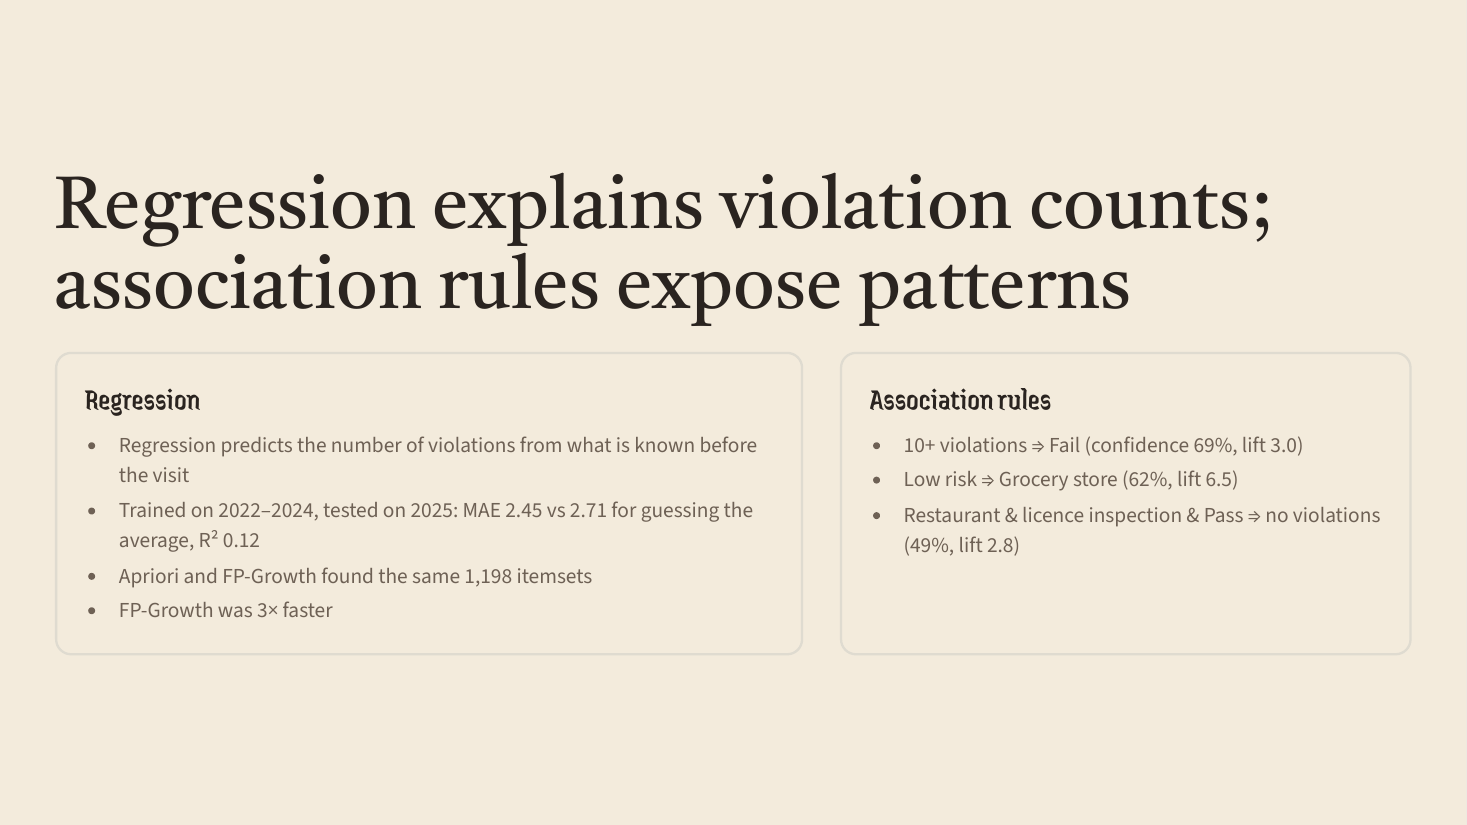 Regression explains violation counts;
association rules expose patterns
Regression
• Regression predicts the number of violations from what is known before
the visit
• Trained on 2022–2024, tested on 2025: MAE 2.45 vs 2.71 for guessing the
average, R² 0.12
• Apriori and FP-Growth found the same 1,198 itemsets
• FP-Growth was 3× faster
Association rules
• 10+ violations ⇒ Fail (confidence 69%, lift 3.0)
• Low risk ⇒ Grocery store (62%, lift 6.5)
• Restaurant & licence inspection & Pass ⇒ no violations
(49%, lift 2.8)